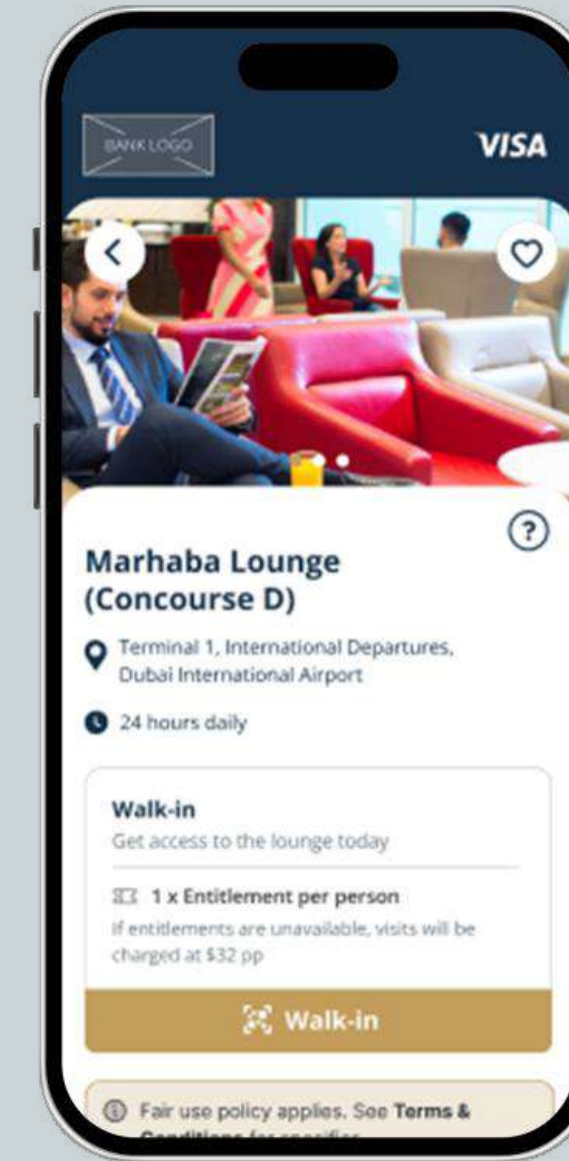 BANK LOGO
VISA
?
Marhaba Lounge
(Concourse D)
Terminal 1, International Departures,
Dubai International Airport
24 hours daily
Walk-in
Get access to the lounge today
1 x Entitlement per person
If entitlements are unavailable, visits will be
charged at $32 pp
Walk-in
Fair use policy applies. See Terms &